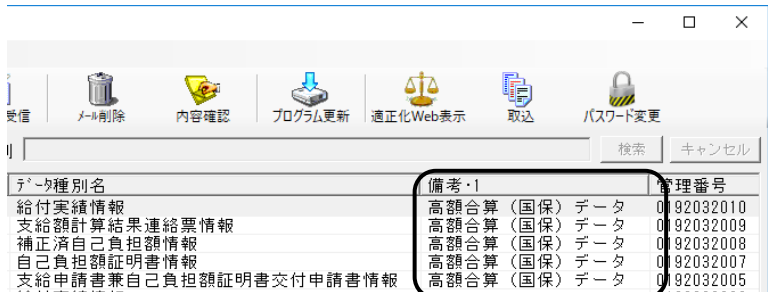 受信 メール削除 内容確認 プログラム更新 適正化Web表示 取込 パスワード変更
検索 キャンセル
データ種別名 備考・1 管理番号
給付実績情報 高額合算（国保）データ 0192032010
支給額計算結果連絡票情報 高額合算（国保）データ 0192032009
補正済自己負担額情報 高額合算（国保）データ 0192032008
自己負担額証明書情報 高額合算（国保）データ 0192032007
支給申請書兼自己負担額証明書交付申請書情報 高額合算（国保）データ 0192032005